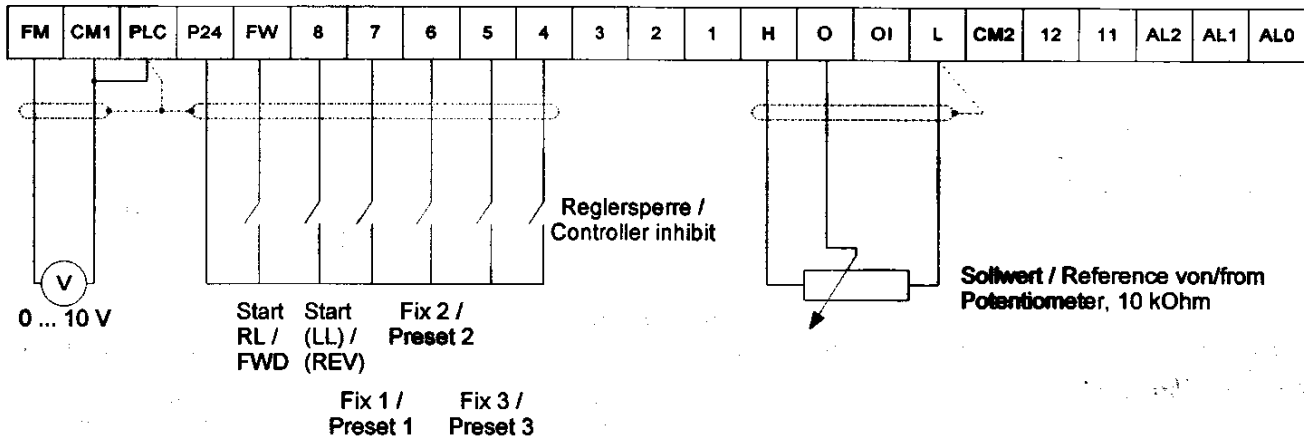 FM CM1 PLC P24 FW 8 7 6 5 4 3 2 1 H O OI L CM2 12 11 AL2 AL1 AL0
Reglersperre /
Controller inhibit
V
0 ... 10 V
Start
RL /
FWD
Start
(LL) /
(REV)
Fix 2 /
Preset 2
Sollwert / Reference von/from
Potentiometer, 10 kOhm
Fix 1 /
Preset 1
Fix 3 /
Preset 3